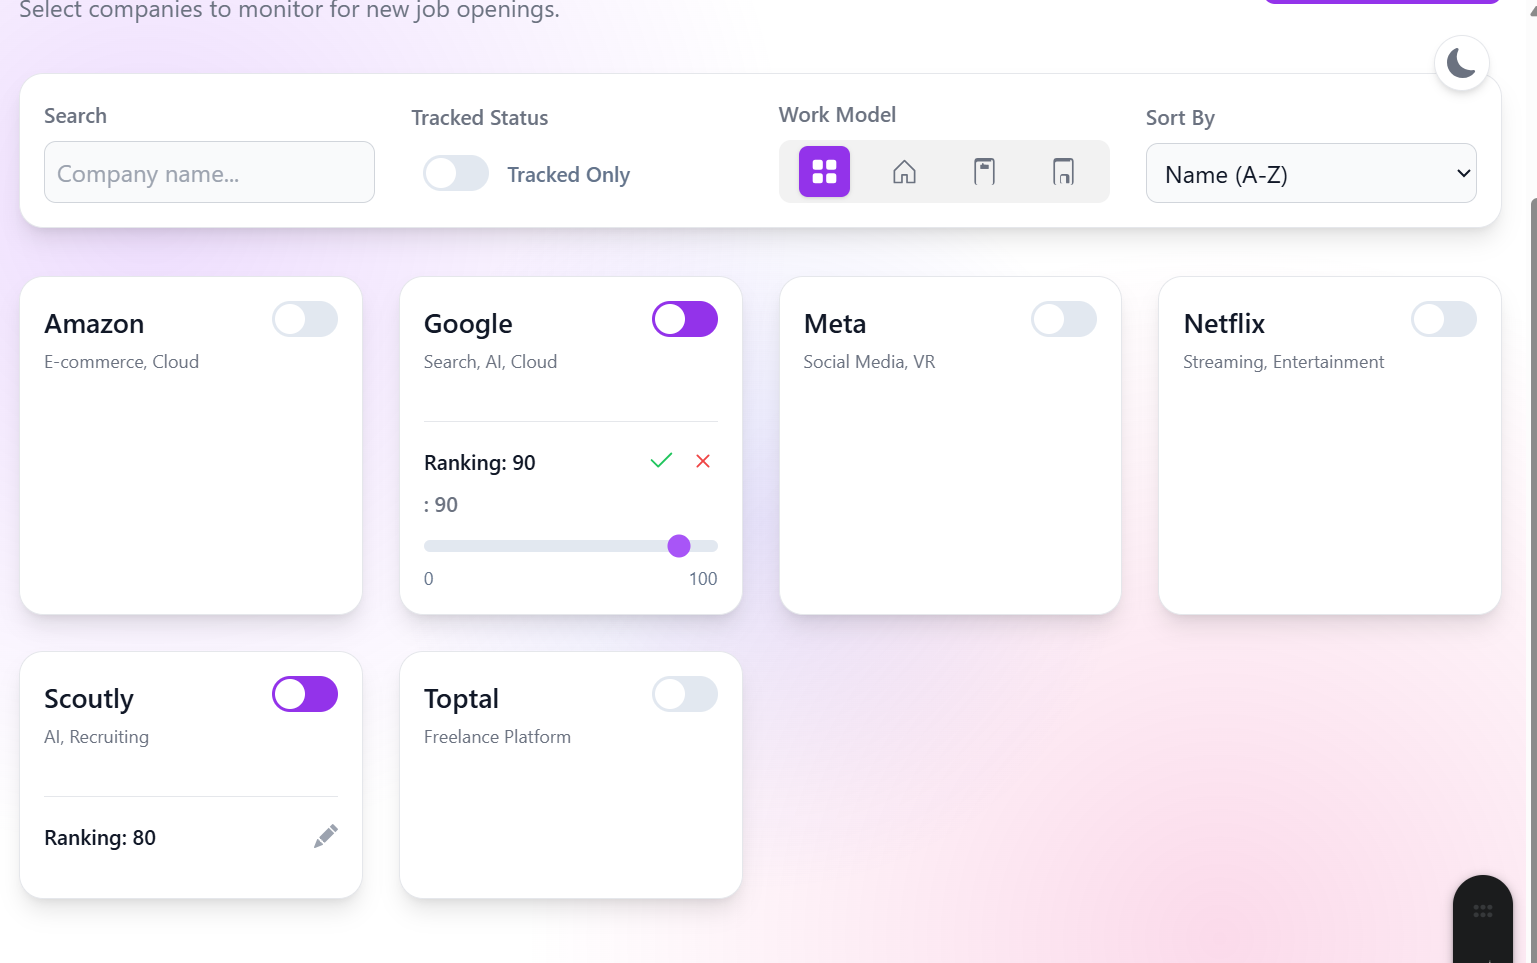 Select companies to monitor for new job openings.
Search
Tracked Status
Work Model
Sort By
Company name...
Tracked Only
Name (A-Z)
Amazon
E-commerce, Cloud
Google
Search, AI, Cloud
Ranking: 90
: 90
0
100
Meta
Social Media, VR
Netflix
Streaming, Entertainment
Scoutly
AI, Recruiting
Ranking: 80
Toptal
Freelance Platform